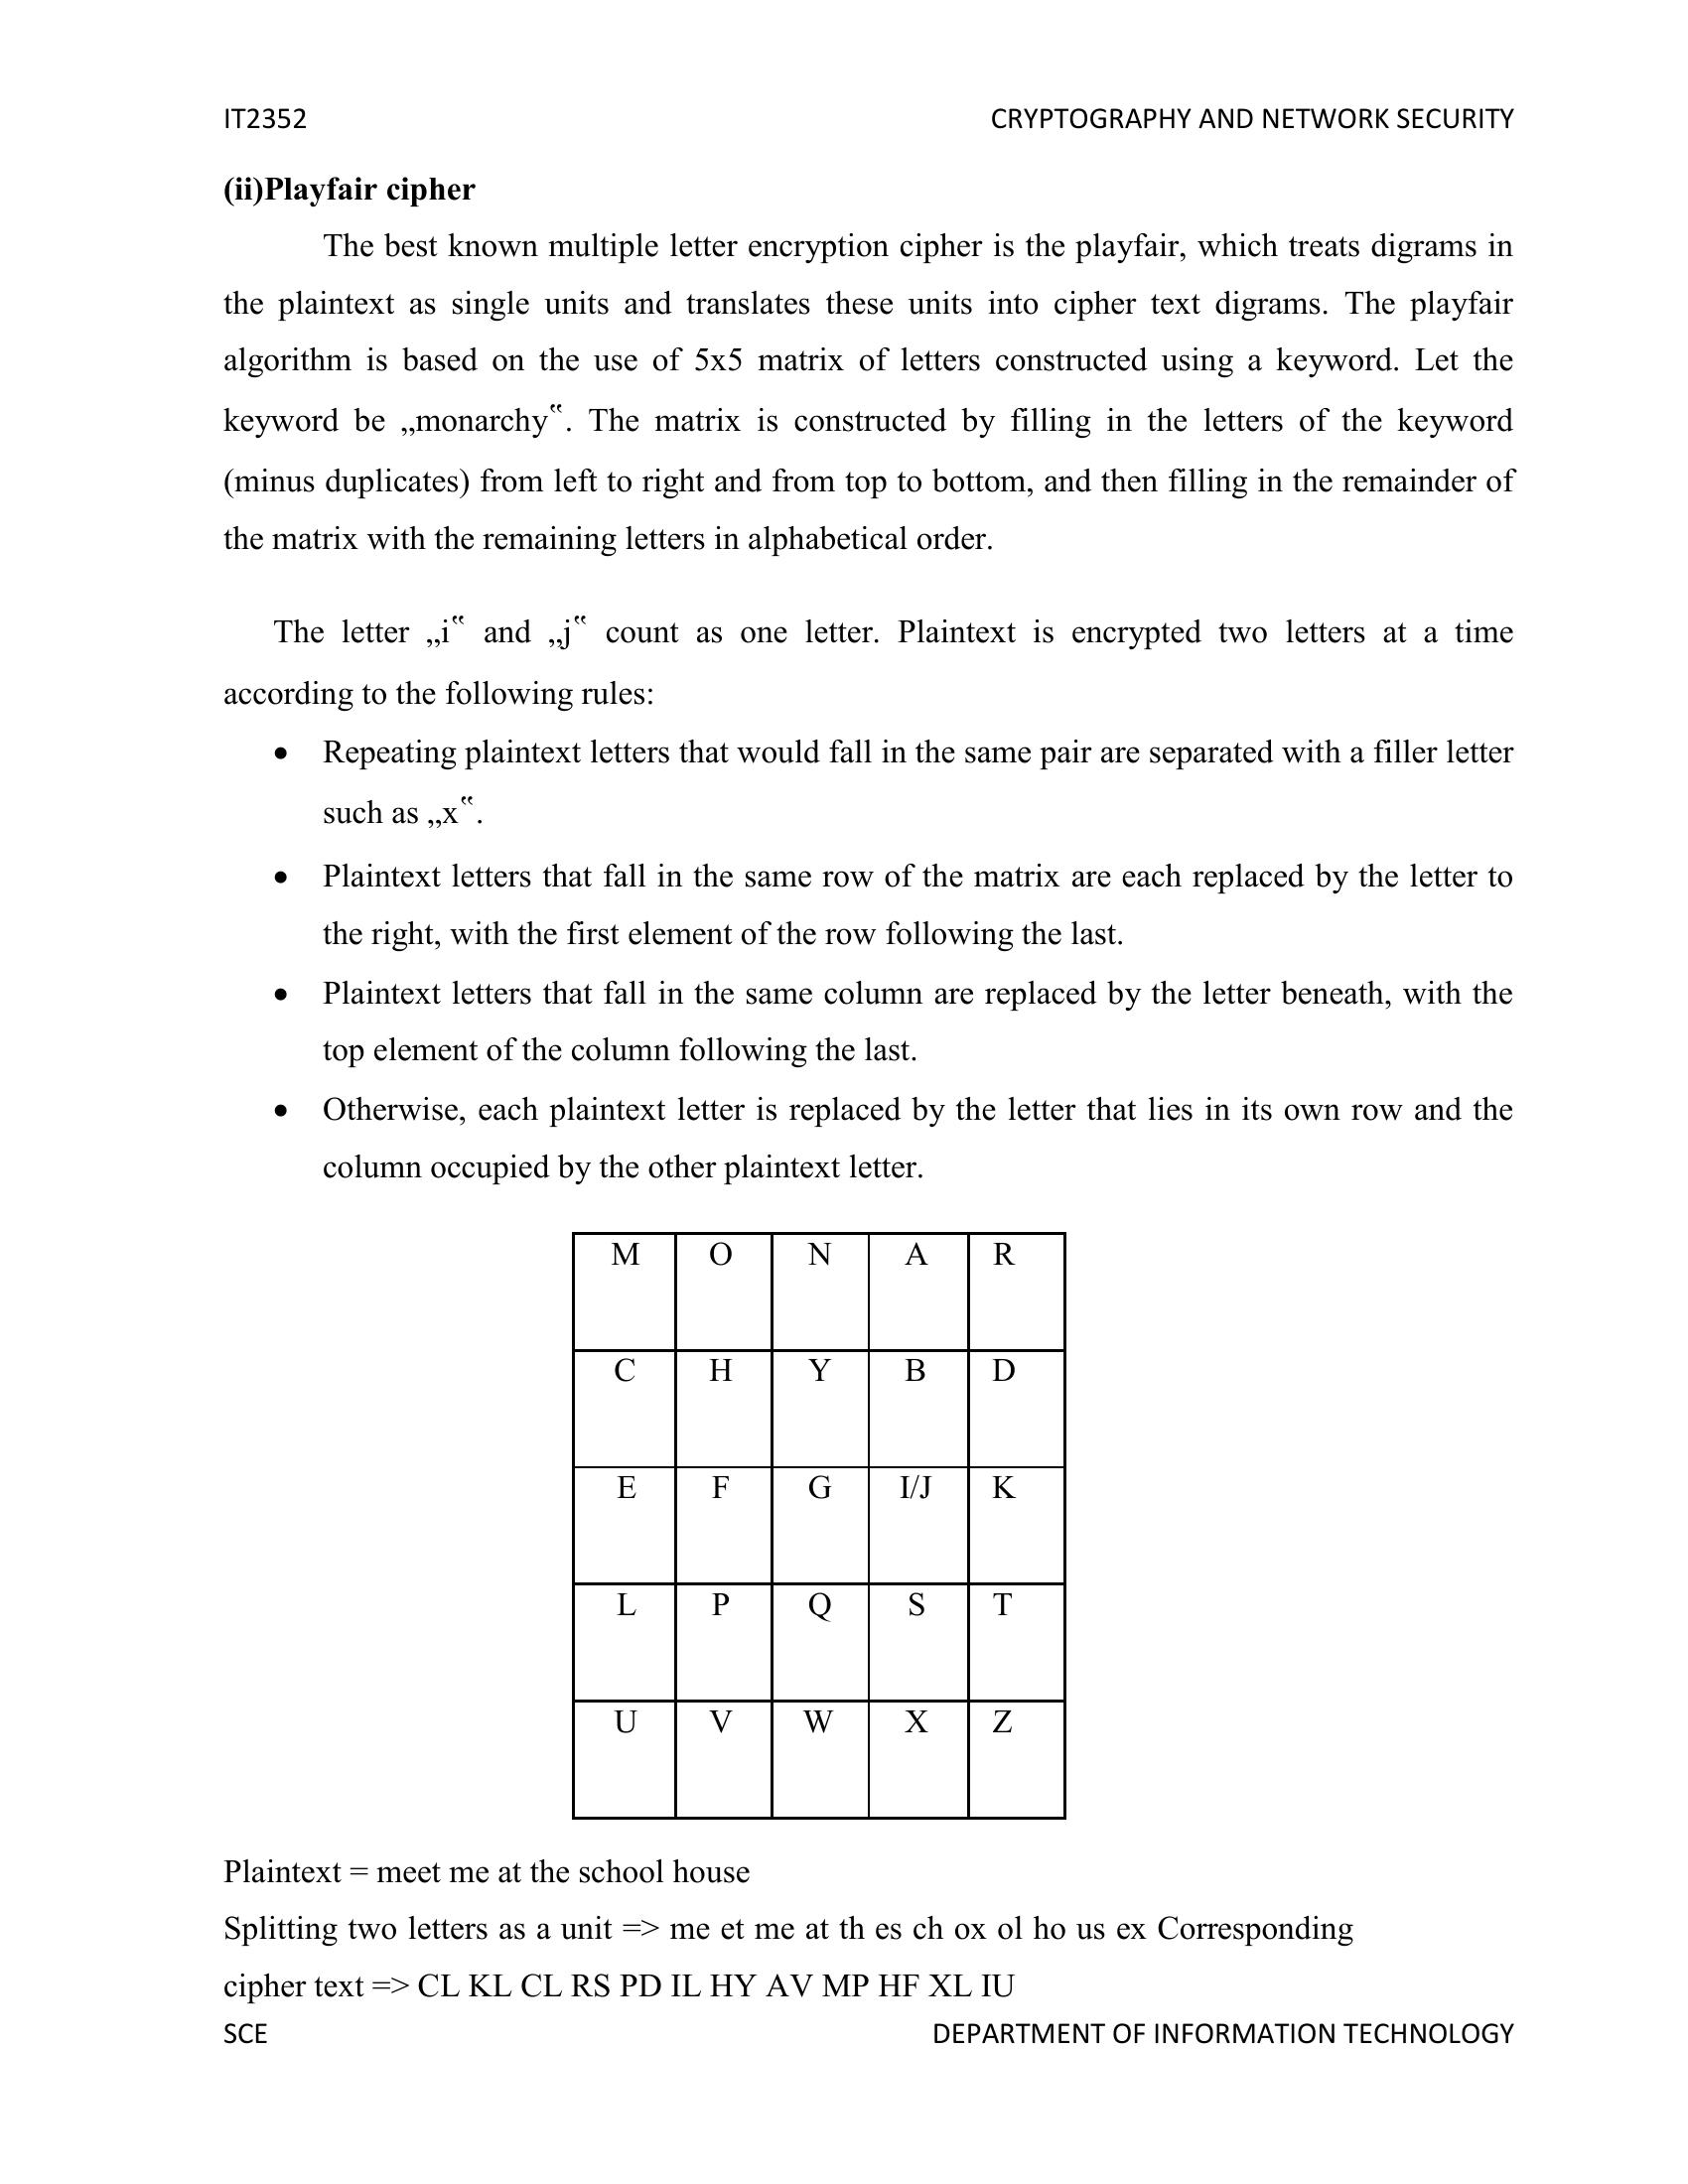 IT2352 CRYPTOGRAPHY AND NETWORK SECURITY
(ii)Playfair cipher
The best known multiple letter encryption cipher is the playfair, which treats digrams in
the plaintext as single units and translates these units into cipher text digrams. The playfair
algorithm is based on the use of 5x5 matrix of letters constructed using a keyword. Let the
keyword be „monarchy‟. The matrix is constructed by filling in the letters of the keyword
(minus duplicates) from left to right and from top to bottom, and then filling in the remainder of
the matrix with the remaining letters in alphabetical order.
The letter „i‟ and „j‟ count as one letter. Plaintext is encrypted two letters at a time
according to the following rules:
• Repeating plaintext letters that would fall in the same pair are separated with a filler letter
such as „x‟.
• Plaintext letters that fall in the same row of the matrix are each replaced by the letter to
the right, with the first element of the row following the last.
• Plaintext letters that fall in the same column are replaced by the letter beneath, with the
top element of the column following the last.
• Otherwise, each plaintext letter is replaced by the letter that lies in its own row and the
column occupied by the other plaintext letter.
M O N A R
C H Y B D
E F G I/J K
L P Q S T
U V W X Z
Plaintext = meet me at the school house
Splitting two letters as a unit => me et me at th es ch ox ol ho us ex Corresponding
cipher text => CL KL CL RS PD IL HY AV MP HF XL IU
SCE DEPARTMENT OF INFORMATION TECHNOLOGY